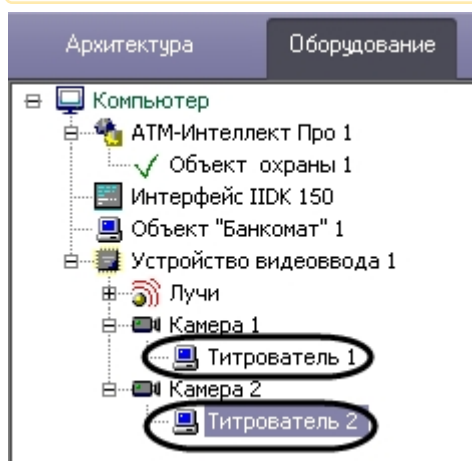 Архитектура Оборудование
Компьютер
АТМ-Интеллект Про 1
Объект охраны 1
Интерфейс IIDK 150
Объект "Банкомат" 1
Устройство видеоввода 1
Лучи
Камера 1
Титрователь 1
Камера 2
Титрователь 2